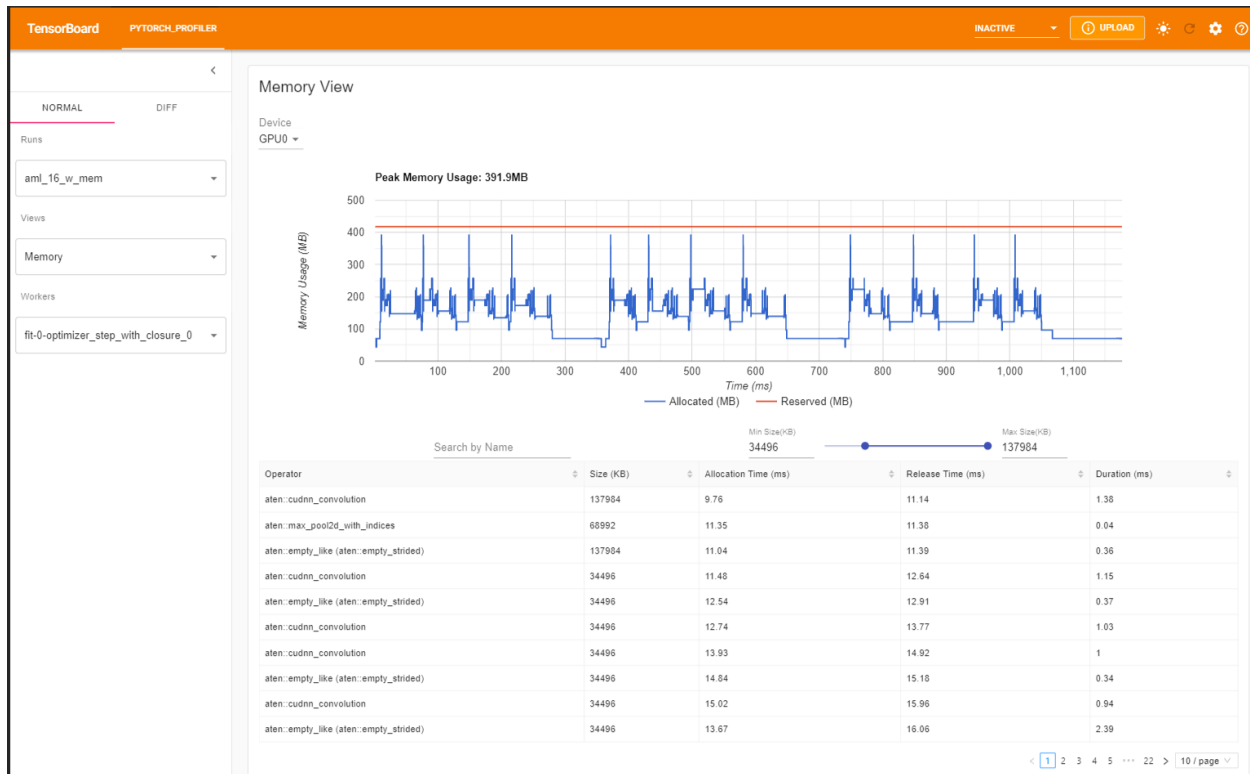 TensorBoard PYTORCH_PROFILER INACTIVE UPLOAD
NORMAL DIFF
Runs
aml_16_w_mem
Views
Memory
Workers
fit-0-optimizer_step_with_closure_0
Memory View
Device
GPU0
Peak Memory Usage: 391.9MB
Memory Usage (MB)
500
400
300
200
100
0
100 200 300 400 500 600 700 800 900 1,000 1,100
Time (ms)
Allocated (MB) Reserved (MB)
Search by Name
Min Size(KB)
34496
Max Size(KB)
137984
Operator Size (KB) Allocation Time (ms) Release Time (ms) Duration (ms)
aten::cudnn_convolution 137984 9.76 11.14 1.38
aten::max_pool2d_with_indices 68992 11.35 11.38 0.04
aten::empty_like (aten::empty_strided) 137984 11.04 11.39 0.36
aten::cudnn_convolution 34496 11.48 12.64 1.15
aten::empty_like (aten::empty_strided) 34496 12.54 12.91 0.37
aten::cudnn_convolution 34496 12.74 13.77 1.03
aten::cudnn_convolution 34496 13.93 14.92 1
aten::empty_like (aten::empty_strided) 34496 14.84 15.18 0.34
aten::cudnn_convolution 34496 15.02 15.96 0.94
aten::empty_like (aten::empty_strided) 34496 13.67 16.06 2.39
< 1 2 3 4 5 ••• 22 > 10 / page